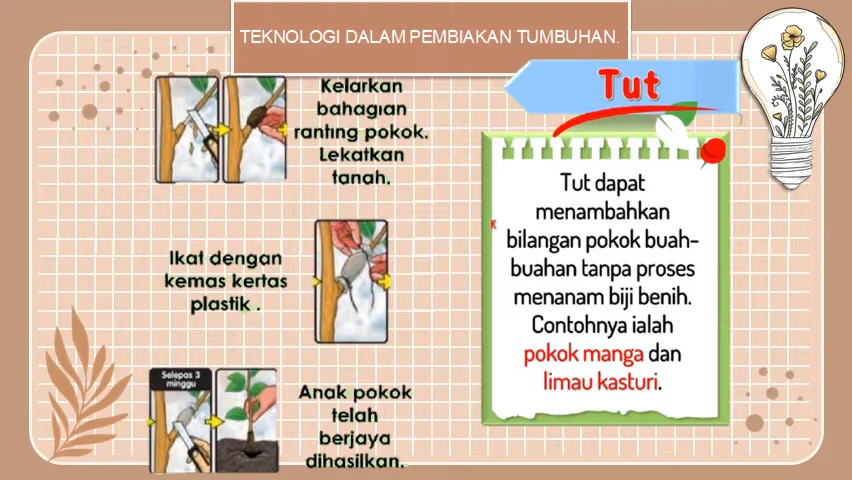 TEKNOLOGI DALAM PEMBIAKAN TUMBUHAN.
Kelarkan
bahagian
ranting pokok.
Lekatkan
tanah.
Ikat dengan
kemas kertas
plastik .
Selepas 3
minggu
Anak pokok
telah
berjaya
dihasilkan.
Tut
K
Tut dapat
menambahkan
bilangan pokok buah-
buahan tanpa proses
menanam biji benih.
Contohnya ialah
pokok manga dan
limau kasturi.